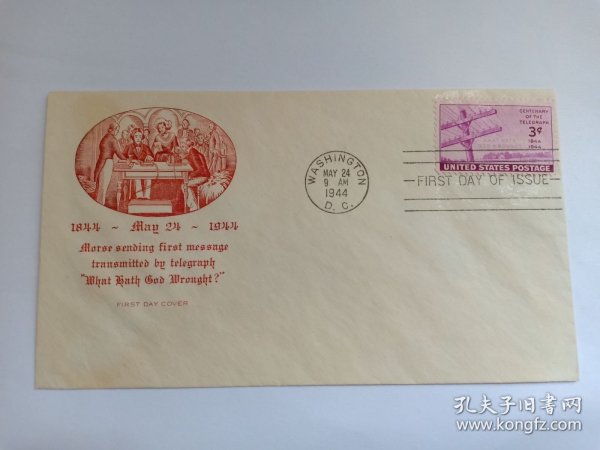 1844 ~ May 24 ~ 1944
Morse sending first message
transmitted by telegraph
"What Hath God Wrought?"
FIRST DAY COVER
WASHINGTON
MAY 24
9 AM
1944
D. C.
CENTENARY
OF THE
TELEGRAPH
3¢
1844
1944
UNITED STATES POSTAGE
FIRST DAY OF ISSUE
孔夫子旧书网
www.kongfz.com